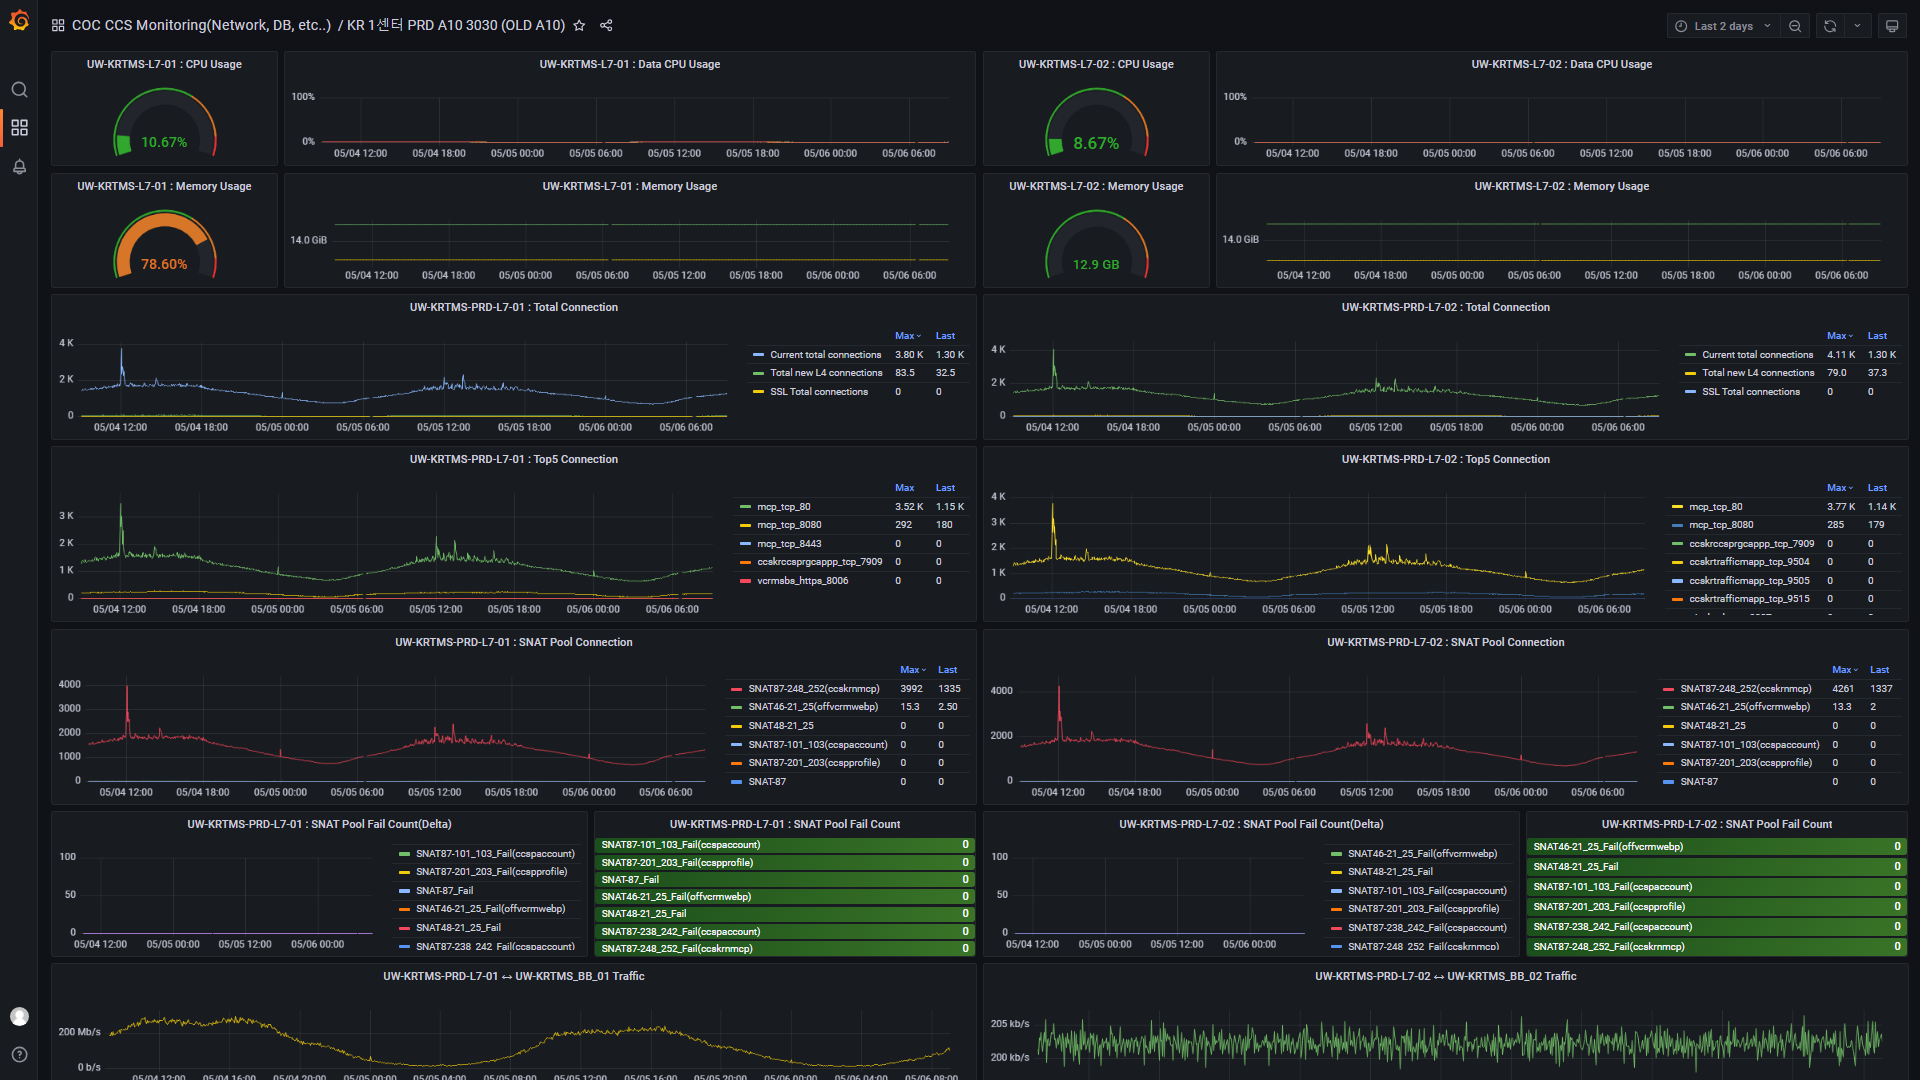 COC CCS Monitoring(Network, DB, etc..) / KR 1센터 PRD A10 3030 (OLD A10)
Last 2 days
UW-KRTMS-L7-01 : CPU Usage
10.67%
UW-KRTMS-L7-01 : Data CPU Usage
100%
0%
05/04 12:00 05/04 18:00 05/05 00:00 05/05 06:00 05/05 12:00 05/05 18:00 05/06 00:00 05/06 06:00
UW-KRTMS-L7-02 : CPU Usage
8.67%
UW-KRTMS-L7-02 : Data CPU Usage
100%
0%
05/04 12:00 05/04 18:00 05/05 00:00 05/05 06:00 05/05 12:00 05/05 18:00 05/06 00:00 05/06 06:00
UW-KRTMS-L7-01 : Memory Usage
78.60%
UW-KRTMS-L7-01 : Memory Usage
14.0 GiB
05/04 12:00 05/04 18:00 05/05 00:00 05/05 06:00 05/05 12:00 05/05 18:00 05/06 00:00 05/06 06:00
UW-KRTMS-L7-02 : Memory Usage
12.9 GB
UW-KRTMS-L7-02 : Memory Usage
14.0 GiB
05/04 12:00 05/04 18:00 05/05 00:00 05/05 06:00 05/05 12:00 05/05 18:00 05/06 00:00 05/06 06:00
UW-KRTMS-PRD-L7-01 : Total Connection
4 K
2 K
0
05/04 12:00 05/04 18:00 05/05 00:00 05/05 06:00 05/05 12:00 05/05 18:00 05/06 00:00 05/06 06:00
Max Last
Current total connections 3.80 K 1.30 K
Total new L4 connections 83.5 32.5
SSL Total connections 0 0
UW-KRTMS-PRD-L7-02 : Total Connection
4 K
2 K
0
05/04 12:00 05/04 18:00 05/05 00:00 05/05 06:00 05/05 12:00 05/05 18:00 05/06 00:00 05/06 06:00
Max Last
Current total connections 4.11 K 1.30 K
Total new L4 connections 79.0 37.3
SSL Total connections 0 0
UW-KRTMS-PRD-L7-01 : Top5 Connection
3 K
2 K
1 K
0
05/04 12:00 05/04 18:00 05/05 00:00 05/05 06:00 05/05 12:00 05/05 18:00 05/06 00:00 05/06 06:00
Max Last
mcp_tcp_80 3.52 K 1.15 K
mcp_tcp_8080 292 180
mcp_tcp_8443 0 0
ccskrccsprgcappp_tcp_7909 0 0
vcrmsbs_https_8006 0 0
UW-KRTMS-PRD-L7-02 : Top5 Connection
4 K
3 K
2 K
1 K
0
05/04 12:00 05/04 18:00 05/05 00:00 05/05 06:00 05/05 12:00 05/05 18:00 05/06 00:00 05/06 06:00
Max Last
mcp_tcp_80 3.77 K 1.14 K
mcp_tcp_8080 285 179
ccskrccsprgcappp_tcp_7909 0 0
ccskrtrafficmapp_tcp_9504 0 0
ccskrtrafficmapp_tcp_9505 0 0
ccskrtrafficmapp_tcp_9515 0 0
UW-KRTMS-PRD-L7-01 : SNAT Pool Connection
4000
3000
2000
1000
0
05/04 12:00 05/04 18:00 05/05 00:00 05/05 06:00 05/05 12:00 05/05 18:00 05/06 00:00 05/06 06:00
Max Last
SNAT87-248_252(ccskrnmcp) 3992 1335
SNAT46-21_25(offvcrmwebp) 15.3 2.50
SNAT48-21_25 0 0
SNAT87-101_103(ccspaccount) 0 0
SNAT87-201_203(ccspprofile) 0 0
SNAT-87 0 0
UW-KRTMS-PRD-L7-02 : SNAT Pool Connection
4000
2000
0
05/04 12:00 05/04 18:00 05/05 00:00 05/05 06:00 05/05 12:00 05/05 18:00 05/06 00:00 05/06 06:00
Max Last
SNAT87-248_252(ccskrnmcp) 4261 1337
SNAT46-21_25(offvcrmwebp) 13.3 2
SNAT48-21_25 0 0
SNAT87-101_103(ccspaccount) 0 0
SNAT87-201_203(ccspprofile) 0 0
SNAT-87 0 0
UW-KRTMS-PRD-L7-01 : SNAT Pool Fail Count(Delta)
100
50
0
05/04 12:00 05/05 00:00 05/05 12:00 05/06 00:00
SNAT87-101_103_Fail(ccspaccount)
SNAT87-201_203_Fail(ccspprofile)
SNAT-87_Fail
SNAT46-21_25_Fail(offvcrmwebp)
SNAT48-21_25_Fail
SNAT87-238_242_Fail(ccspaccount)
UW-KRTMS-PRD-L7-01 : SNAT Pool Fail Count
SNAT87-101_103_Fail(ccspaccount) 0
SNAT87-201_203_Fail(ccspprofile) 0
SNAT-87_Fail 0
SNAT46-21_25_Fail(offvcrmwebp) 0
SNAT48-21_25_Fail 0
SNAT87-238_242_Fail(ccspaccount) 0
SNAT87-248_252_Fail(ccskrnmcp) 0
UW-KRTMS-PRD-L7-02 : SNAT Pool Fail Count(Delta)
100
50
0
05/04 12:00 05/05 00:00 05/05 12:00 05/06 00:00
SNAT46-21_25_Fail(offvcrmwebp)
SNAT48-21_25_Fail
SNAT87-101_103_Fail(ccspaccount)
SNAT87-201_203_Fail(ccspprofile)
SNAT87-238_242_Fail(ccspaccount)
SNAT87-248_252_Fail(ccskrnmcp)
UW-KRTMS-PRD-L7-02 : SNAT Pool Fail Count
SNAT46-21_25_Fail(offvcrmwebp) 0
SNAT48-21_25_Fail 0
SNAT87-101_103_Fail(ccspaccount) 0
SNAT87-201_203_Fail(ccspprofile) 0
SNAT87-238_242_Fail(ccspaccount) 0
SNAT87-248_252_Fail(ccskrnmcp) 0
UW-KRTMS-PRD-L7-01 ↔ UW-KRTMS_BB_01 Traffic
200 Mb/s
0 b/s
05/04 12:00 05/04 16:00 05/04 20:00 05/05 00:00 05/05 04:00 05/05 08:00 05/05 12:00 05/05 16:00 05/05 20:00 05/06 00:00 05/06 04:00 05/06 08:00
UW-KRTMS-PRD-L7-02 ↔ UW-KRTMS_BB_02 Traffic
205 kb/s
200 kb/s